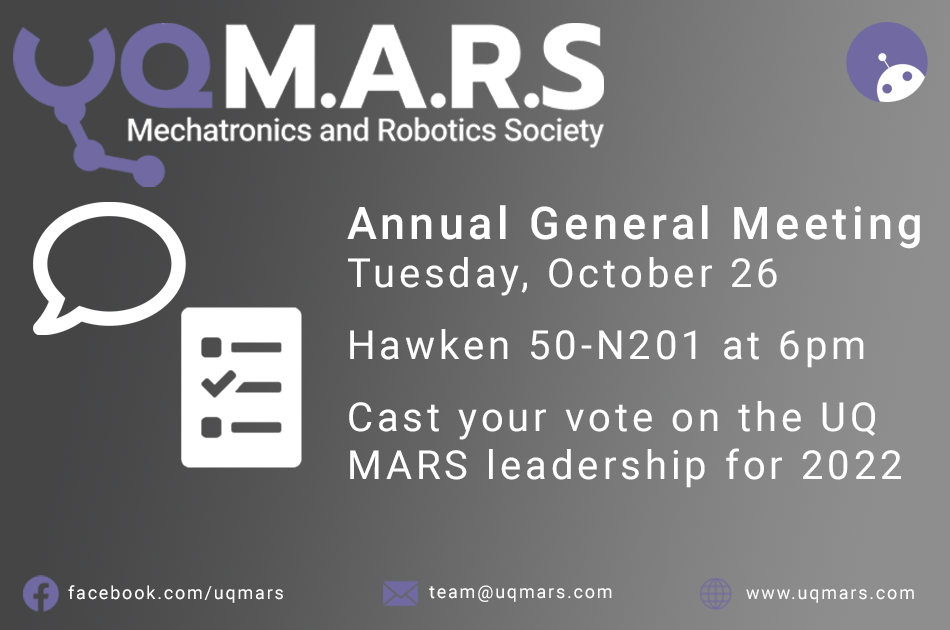 UQ M.A.R.S
Mechatronics and Robotics Society
Annual General Meeting
Tuesday, October 26
Hawken 50-N201 at 6pm
Cast your vote on the UQ
MARS leadership for 2022
facebook.com/uqmars
team@uqmars.com
www.uqmars.com